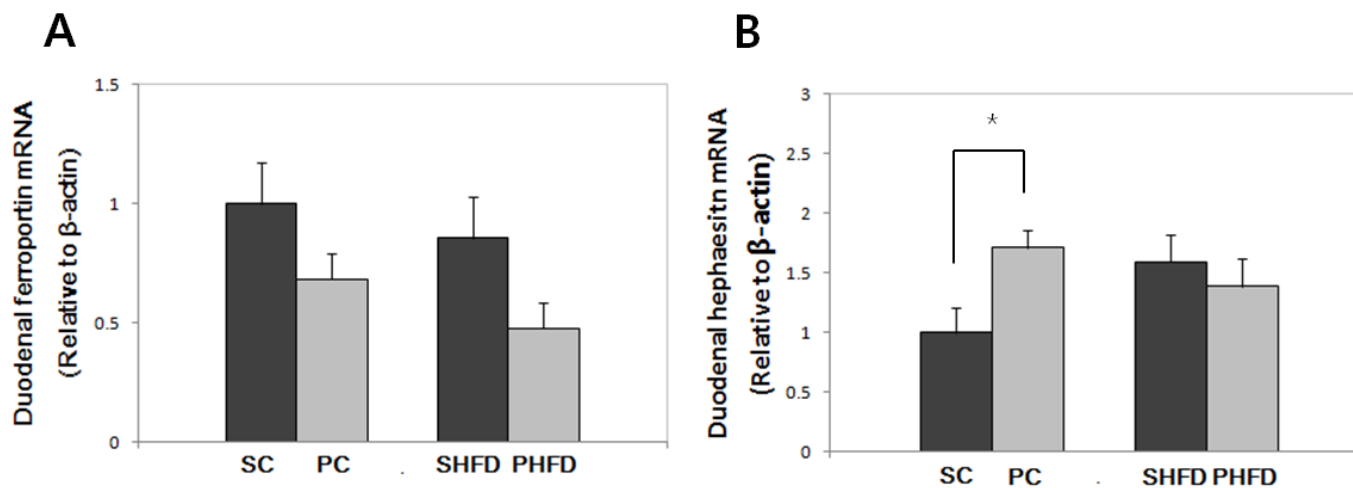 A
Duodenal ferroportin mRNA
(Relative to β-actin)
1.5
1
0.5
0
SC PC . SHFD PHFD
B
Duodenal hephaesitn mRNA
(Relative to β-actin)
3
2.5
2
1.5
1
0.5
0
*
SC PC . SHFD PHFD